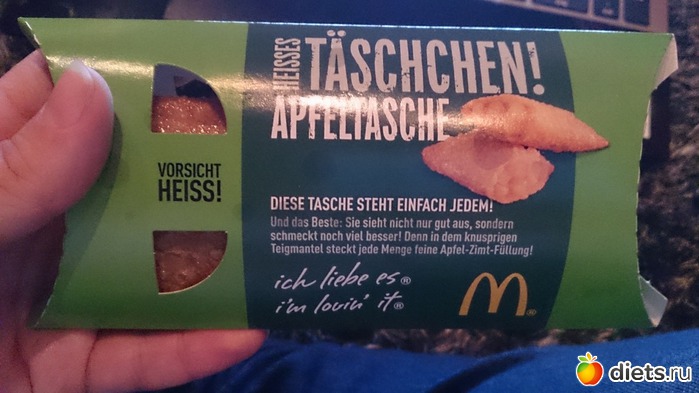 HEISSES
TÄSCHCHEN!
APFELTASCHE
VORSICHT
HEISS!
DIESE TASCHE STEHT EINFACH JEDEM!
Und das Beste: Sie sieht nicht nur gut aus, sondern
schmeckt noch viel besser! Denn in dem knusprigen
Teigmantel steckt jede Menge feine Apfel-Zimt-Füllung!
ich liebe es®
i'm lovin' it®
M®
diets.ru